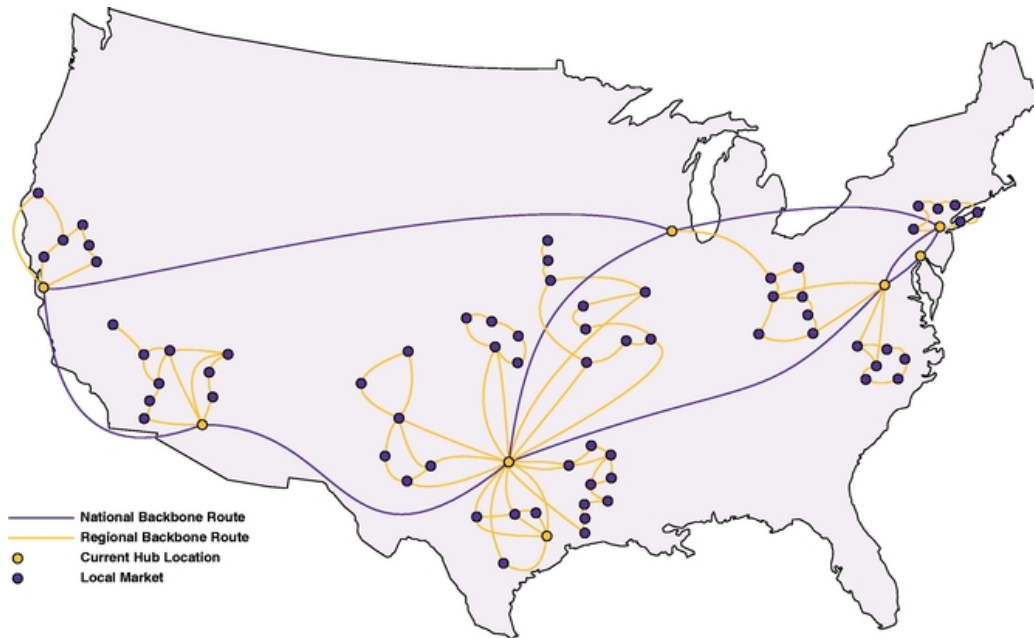 National Backbone Route
Regional Backbone Route
Current Hub Location
Local Market